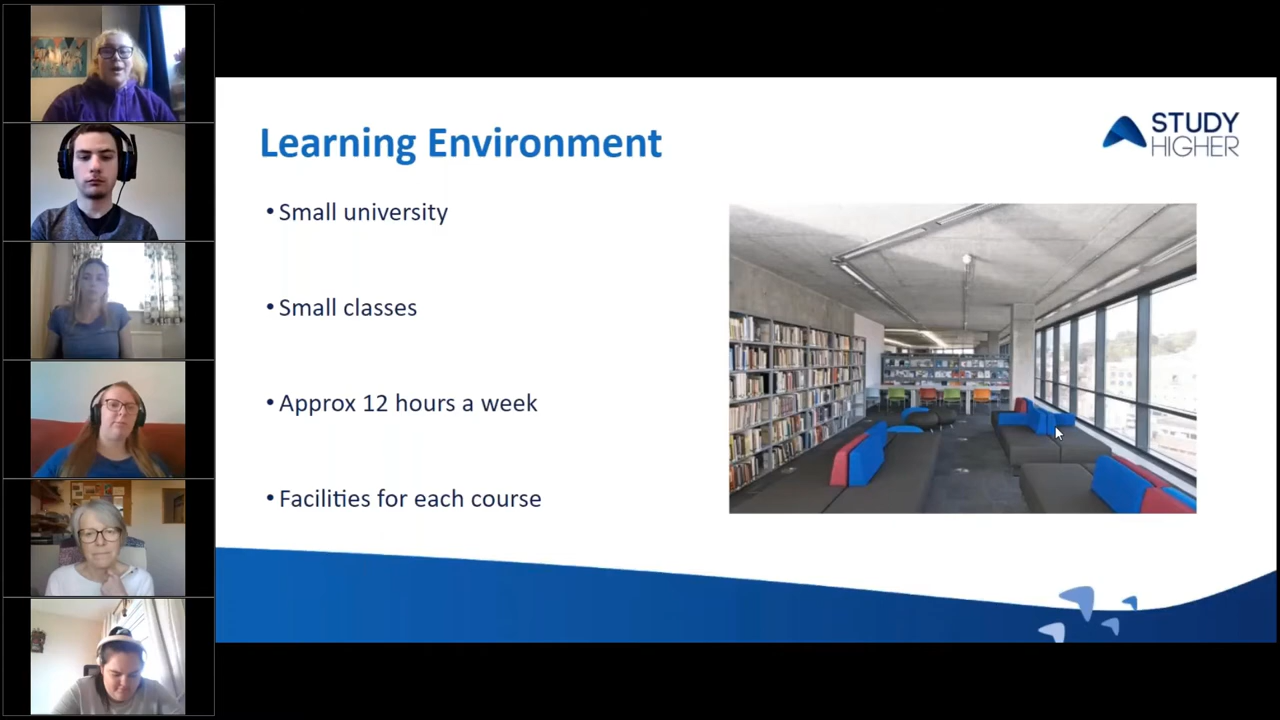 Learning Environment
STUDY
HIGHER
• Small university
• Small classes
• Approx 12 hours a week
• Facilities for each course